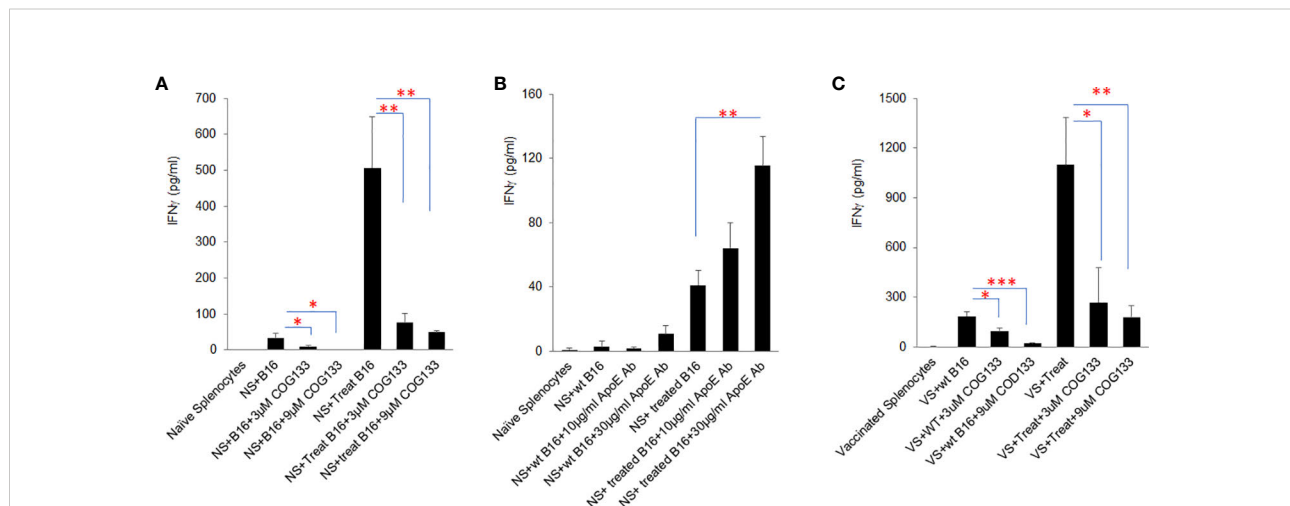 A
700
600
500
400
300
200
100
0
IFNγ (pg/ml)
**
**
*
*
Naïve Splenocytes
NS+B16
NS+B16+3µM COG133
NS+B16+9µM COG133
NS+Treat B16
NS+Treat B16+3µM COG133
NS+treat B16+9µM COG133
B
160
120
80
40
0
IFNγ (pg/ml)
**
Naïve Splenocytes
NS+wt B16
NS+wt B16+10µg/ml ApoE Ab
NS+wt B16+30µg/ml ApoE Ab
NS+ treated B16
NS+ treated B16+10µg/ml ApoE Ab
NS+ treated B16+30µg/ml ApoE Ab
C
1500
1200
900
600
300
0
IFNγ (pg/ml)
**
*
***
*
Vaccinated Splenocytes
VS+wt B16
VS+WT+3uM COG133
VS+wt B16+9uM COD133
VS+Treat
VS+Treat+3uM COG133
VS+Treat+9uM COG133